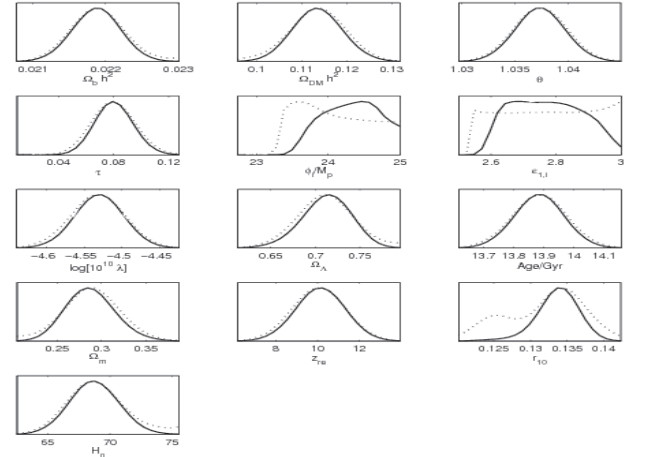 0.021 0.022 0.023
Ω_b h²
0.1 0.11 0.12 0.13
Ω_DM h²
1.03 1.035 1.04
θ
0.04 0.08 0.12
τ
23 24 25
ϕ_i/M_p
2.6 2.8 3
ε_1,i
−4.6 −4.55 −4.5 −4.45
log[10¹⁰ λ]
0.65 0.7 0.75
Ω_Λ
13.7 13.8 13.9 14 14.1
Age/Gyr
0.25 0.3 0.35
Ω_m
8 10 12
z_re
0.125 0.13 0.135 0.14
r_10
65 70 75
H_0